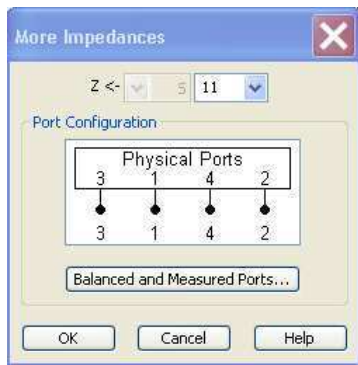 More Impedances
Z <- 5 11
Port Configuration
Physical Ports
3 1 4 2
3 1 4 2
Balanced and Measured Ports...
OK Cancel Help